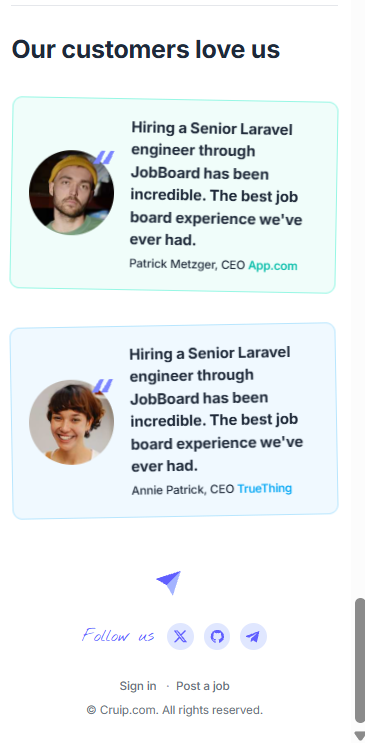 Our customers love us
Hiring a Senior Laravel
engineer through
JobBoard has been
incredible. The best job
board experience we've
ever had.
Patrick Metzger, CEO App.com
Hiring a Senior Laravel
engineer through
JobBoard has been
incredible. The best job
board experience we've
ever had.
Annie Patrick, CEO TrueThing
Follow us
Sign in · Post a job
© Cruip.com. All rights reserved.